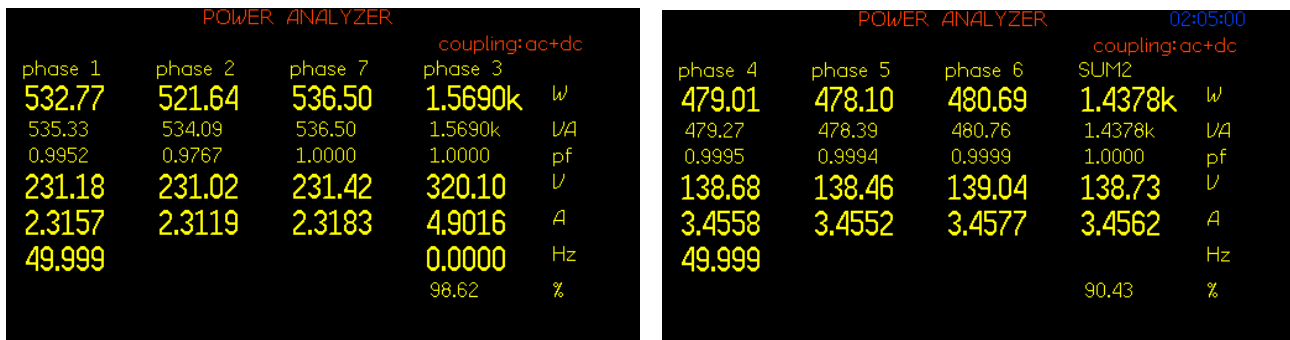 POWER ANALYZER
coupling:ac+dc
phase 1 phase 2 phase 7 phase 3
532.77 521.64 536.50 1.5690k W
535.33 534.09 536.50 1.5690k VA
0.9952 0.9767 1.0000 1.0000 pf
231.18 231.02 231.42 320.10 V
2.3157 2.3119 2.3183 4.9016 A
49.999 0.0000 Hz
98.62 %
POWER ANALYZER 02:05:00
coupling:ac+dc
phase 4 phase 5 phase 6 SUM2
479.01 478.10 480.69 1.4378k W
479.27 478.39 480.76 1.4378k VA
0.9995 0.9994 0.9999 1.0000 pf
138.68 138.46 139.04 138.73 V
3.4558 3.4552 3.4577 3.4562 A
49.999 Hz
90.43 %